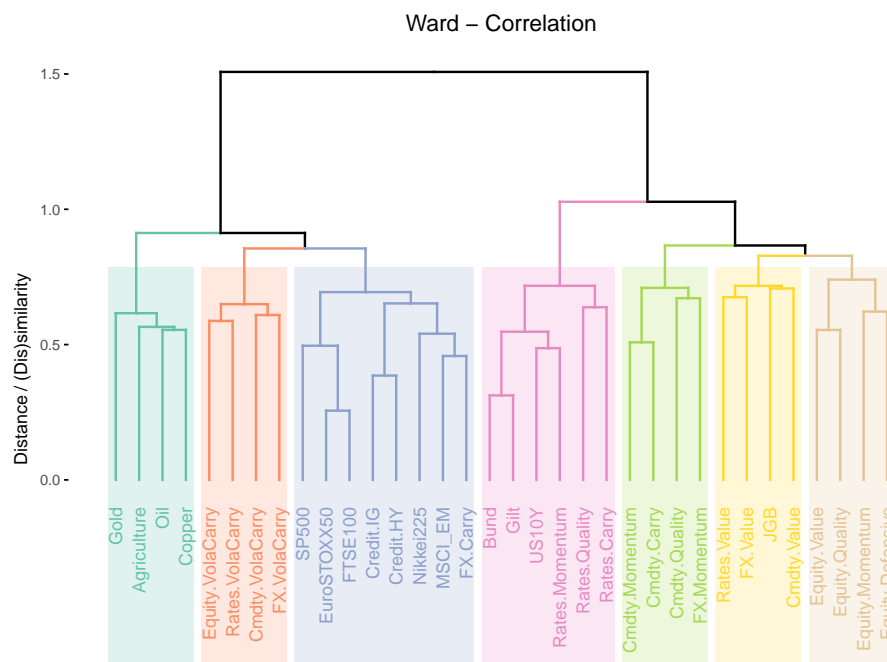 Ward – Correlation
Distance / (Dis)similarity
1.5
1.0
0.5
0.0
Gold
Agriculture
Oil
Copper
Equity.VolaCarry
Rates.VolaCarry
Cmdty.VolaCarry
FX.VolaCarry
SP500
EuroSTOXX50
FTSE100
Credit.IG
Credit.HY
Nikkei225
MSCI_EM
FX.Carry
Bund
Gilt
US10Y
Rates.Momentum
Rates.Quality
Rates.Carry
Cmdty.Momentum
Cmdty.Carry
Cmdty.Quality
FX.Momentum
Rates.Value
FX.Value
JGB
Cmdty.Value
Equity.Value
Equity.Quality
Equity.Momentum